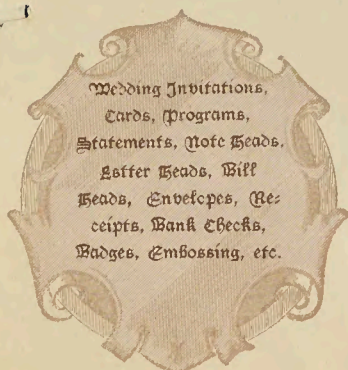 Wedding Invitations,
Cards, Programs,
Statements, Note Heads,
Letter Heads, Bill
Heads, Envelopes, Re-
ceipts, Bank Checks,
Badges, Embossing, etc.